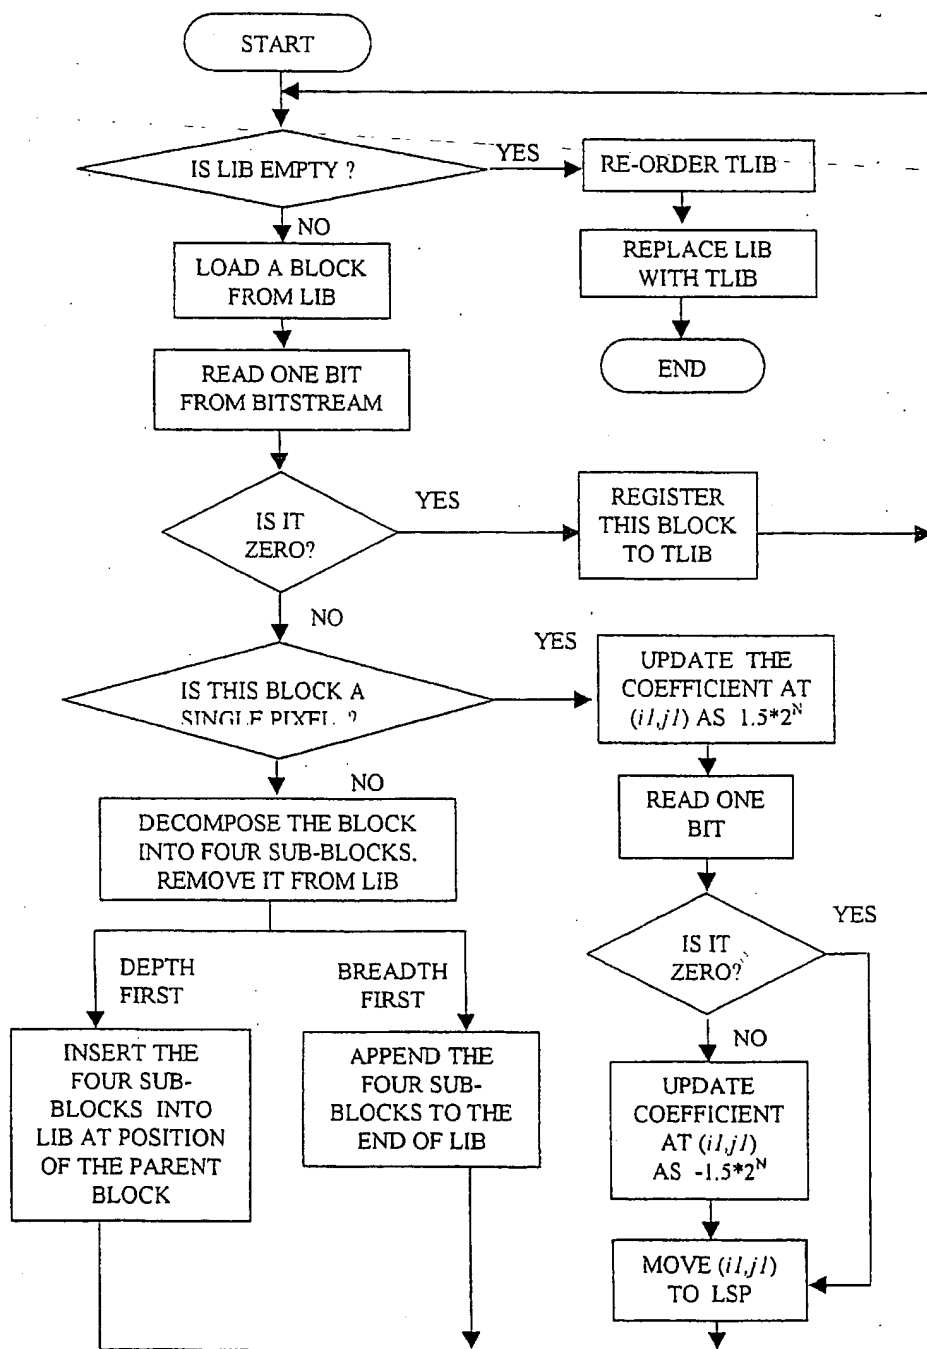 START
IS LIB EMPTY ?
YES
RE-ORDER TLIB
NO
LOAD A BLOCK
FROM LIB
REPLACE LIB
WITH TLIB
READ ONE BIT
FROM BITSTREAM
END
IS IT
ZERO?
YES
REGISTER
THIS BLOCK
TO TLIB
NO
IS THIS BLOCK A
SINGLE PIXEL ?
YES
UPDATE THE
COEFFICIENT AT
(i1,j1) AS 1.5*2^N
NO
READ ONE
BIT
DECOMPOSE THE BLOCK
INTO FOUR SUB-BLOCKS.
REMOVE IT FROM LIB
IS IT
ZERO?
YES
DEPTH
FIRST
BREADTH
FIRST
NO
INSERT THE
FOUR SUB-
BLOCKS INTO
LIB AT POSITION
OF THE PARENT
BLOCK
APPEND THE
FOUR SUB-
BLOCKS TO THE
END OF LIB
UPDATE
COEFFICIENT
AT (i1,j1)
AS -1.5*2^N
MOVE (i1,j1)
TO LSP